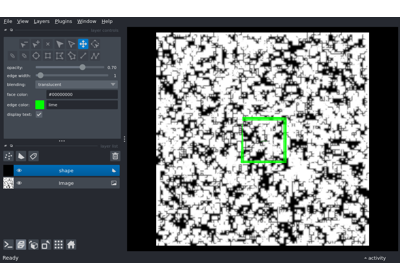 File View Layers Plugins Window Help
layer controls
opacity: 0.70
edge width: 1
blending: translucent
face color: #00000000
edge color: lime
display text: ✓
layer list
shape
image
Ready
activity